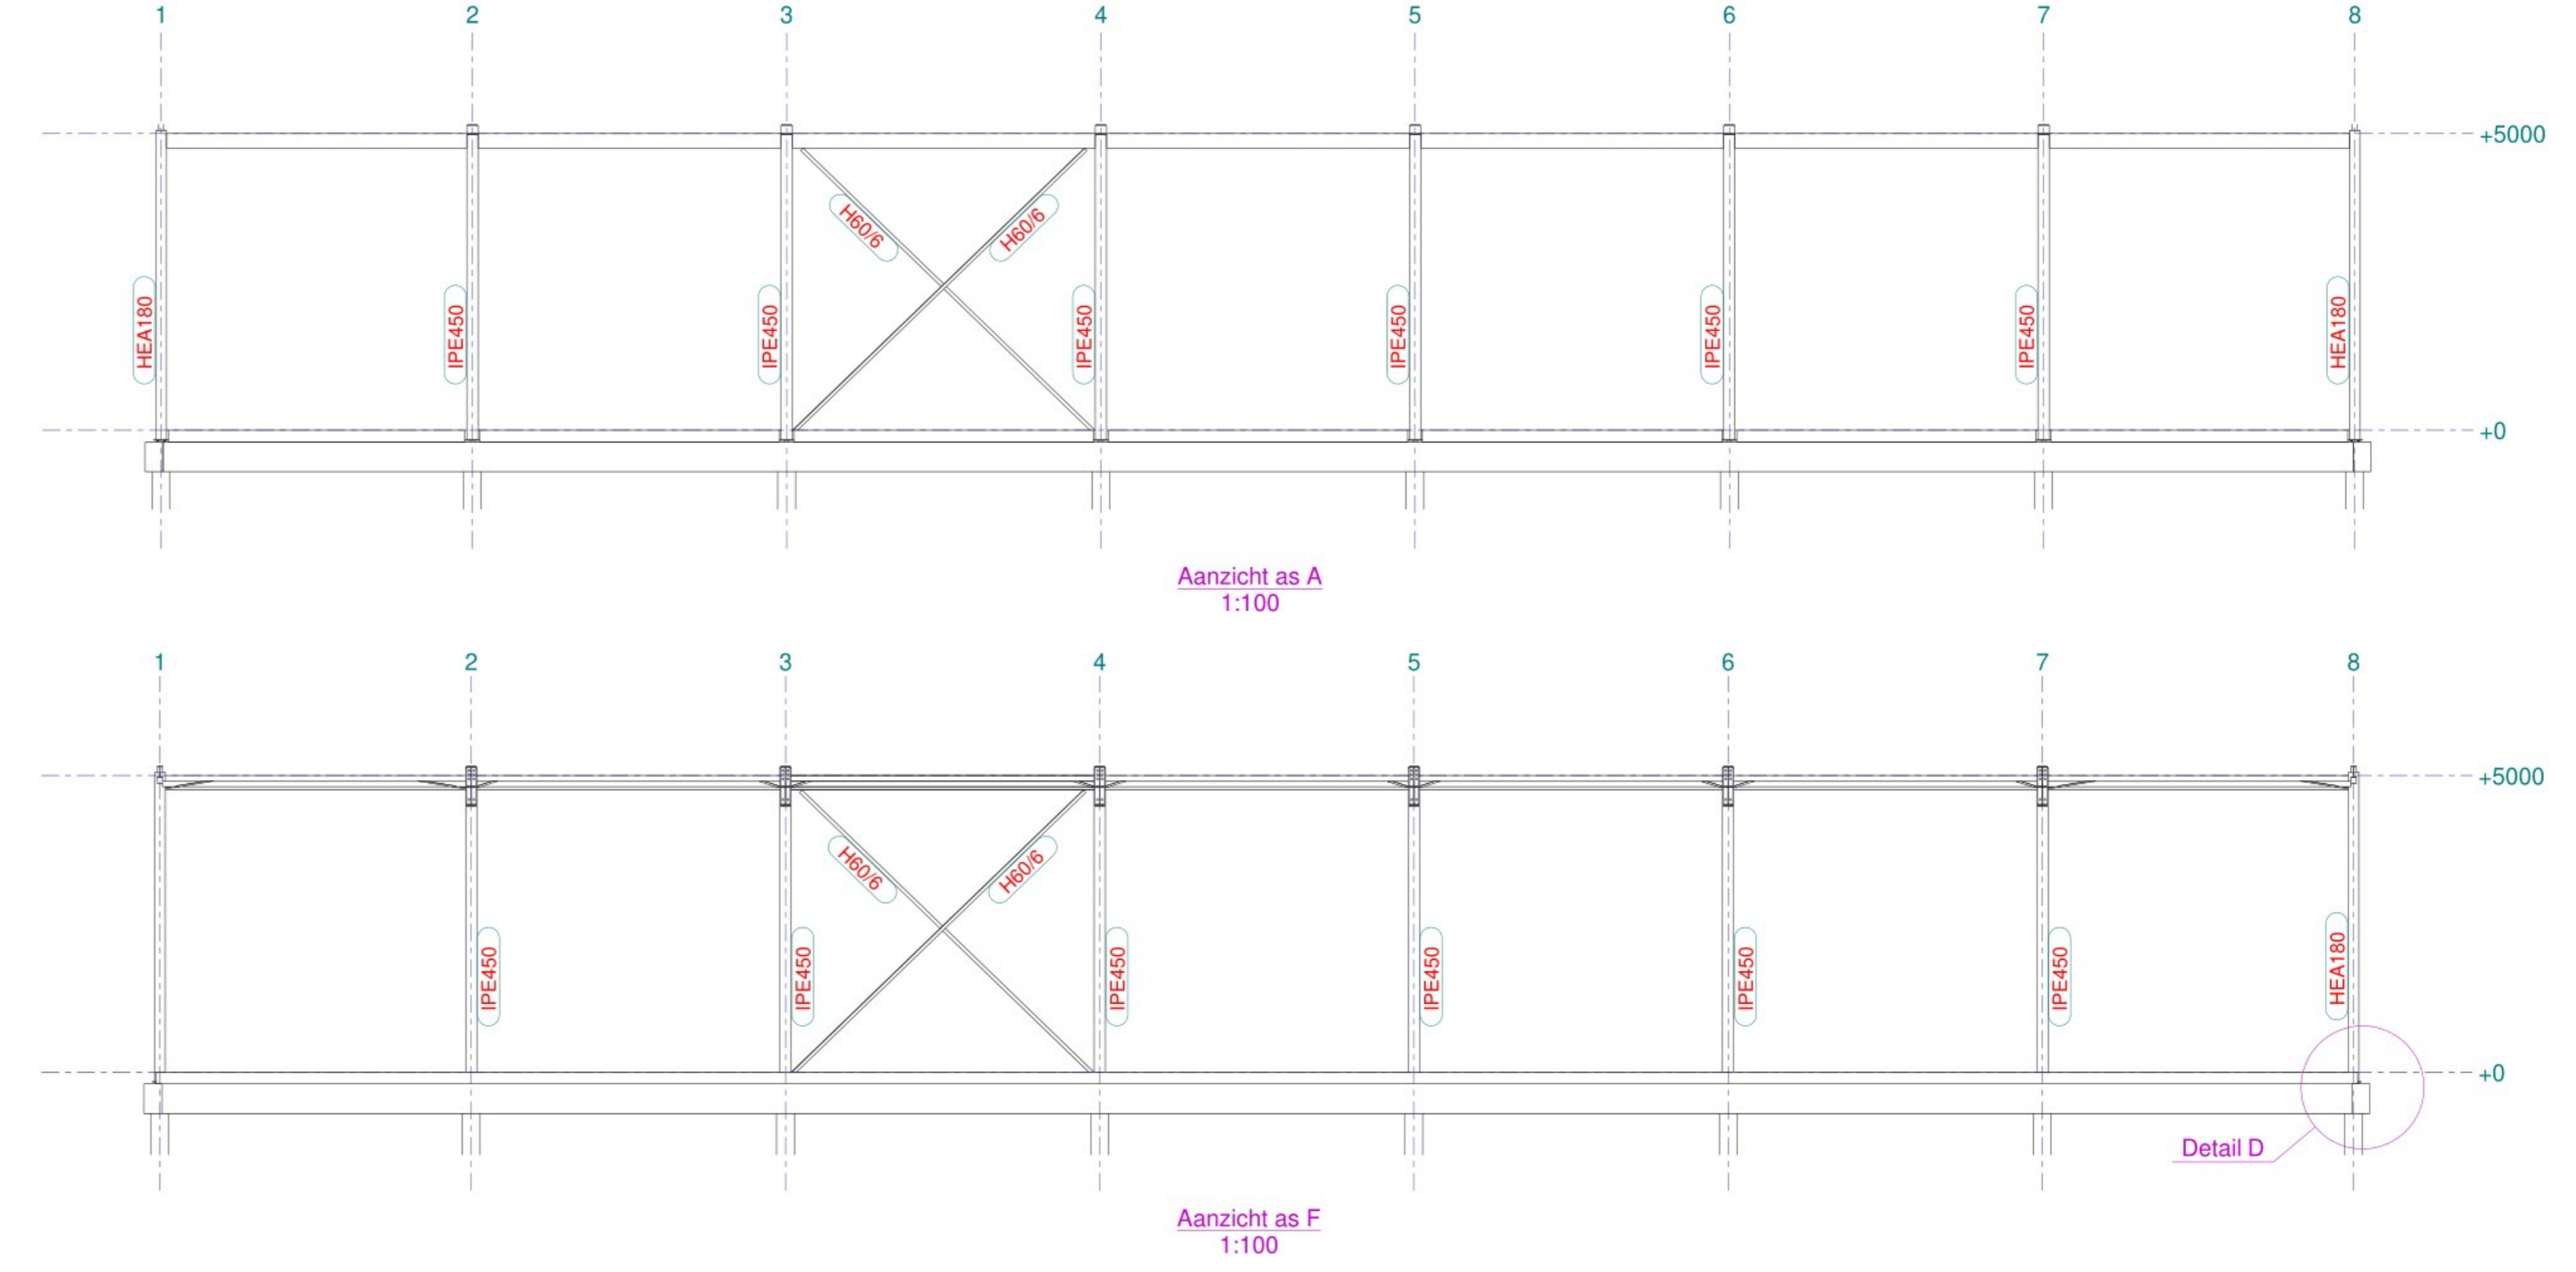 1 2 3 4 5 6 7 8
+5000
H60/6 H60/6
HEA180 IPE450 IPE450 IPE450 IPE450 IPE450 IPE450 HEA180
+0
Aanzicht as A
1:100
1 2 3 4 5 6 7 8
+5000
H60/6 H60/6
IPE450 IPE450 IPE450 IPE450 IPE450 IPE450 HEA180
+0
Detail D
Aanzicht as F
1:100